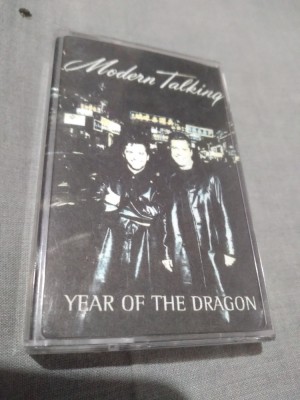 Modern Talking
YEAR OF THE DRAGON